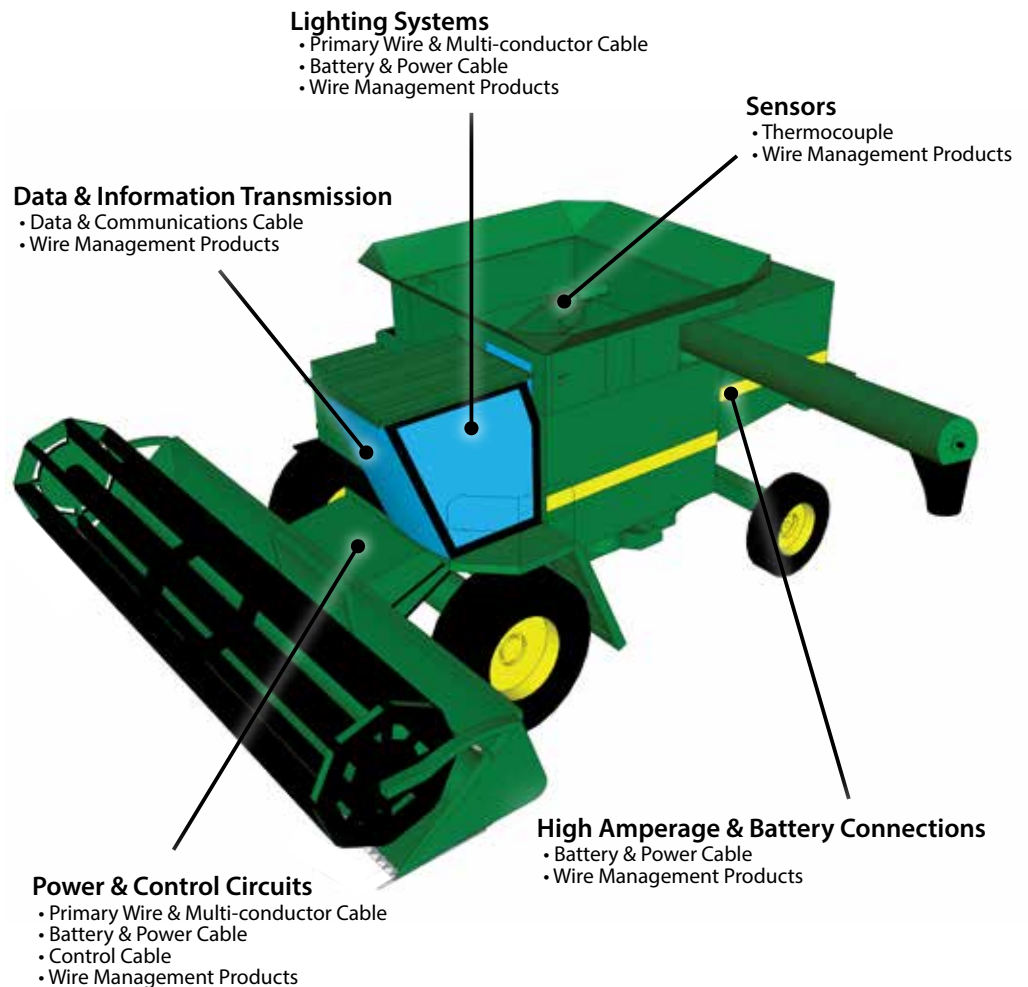 Lighting Systems
• Primary Wire & Multi-conductor Cable
• Battery & Power Cable
• Wire Management Products
Sensors
• Thermocouple
• Wire Management Products
Data & Information Transmission
• Data & Communications Cable
• Wire Management Products
High Amperage & Battery Connections
• Battery & Power Cable
• Wire Management Products
Power & Control Circuits
• Primary Wire & Multi-conductor Cable
• Battery & Power Cable
• Control Cable
• Wire Management Products